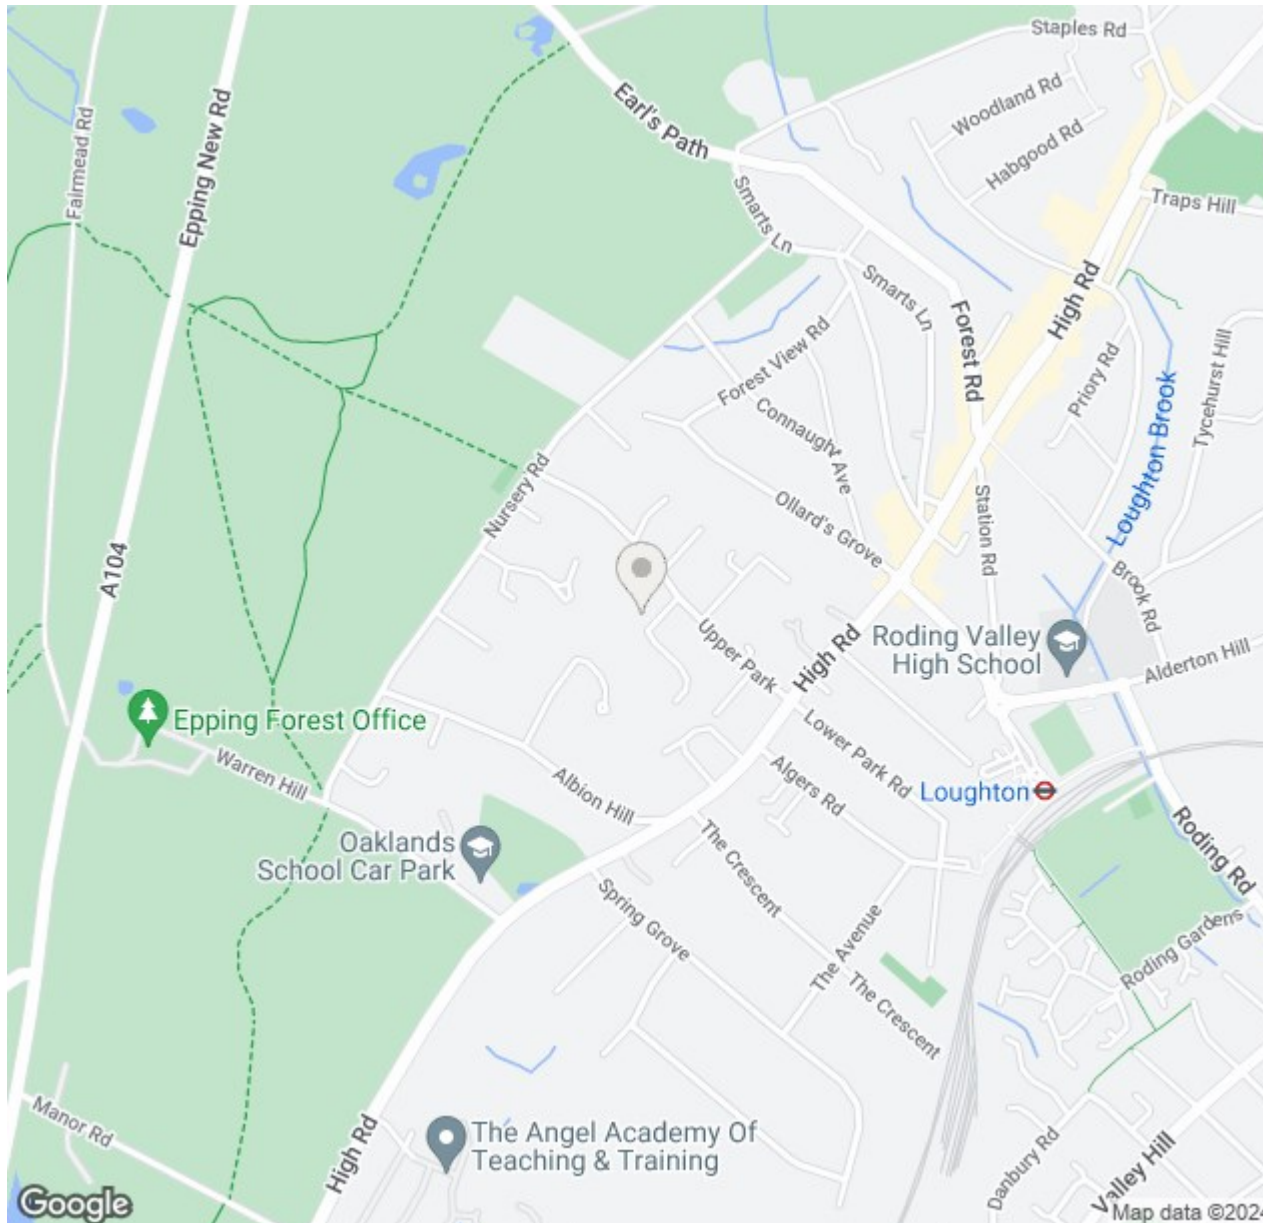 Staples Rd
Woodland Rd
Habgood Rd
Earl's Path
Fairmead Rd
Epping New Rd
Smarts Ln
Traps Hill
Smarts Ln
High Rd
Forest Rd
Forest View Rd
Priory Rd
Tycehurst Hill
Connaught Ave
Loughton Brook
Nursery Rd
Ollard's Grove
Station Rd
A104
Brook Rd
Upper Park
High Rd
Roding Valley
High School
Alderton Hill
Epping Forest Office
Lower Park Rd
Warren Hill
Albion Hill
Algers Rd
Loughton
Oaklands
School Car Park
The Crescent
Roding Rd
Spring Grove
The Avenue
Roding Gardens
The Crescent
Manor Rd
High Rd
The Angel Academy Of
Teaching & Training
Danbury Rd
Valley Hill
Google
Map data ©2024